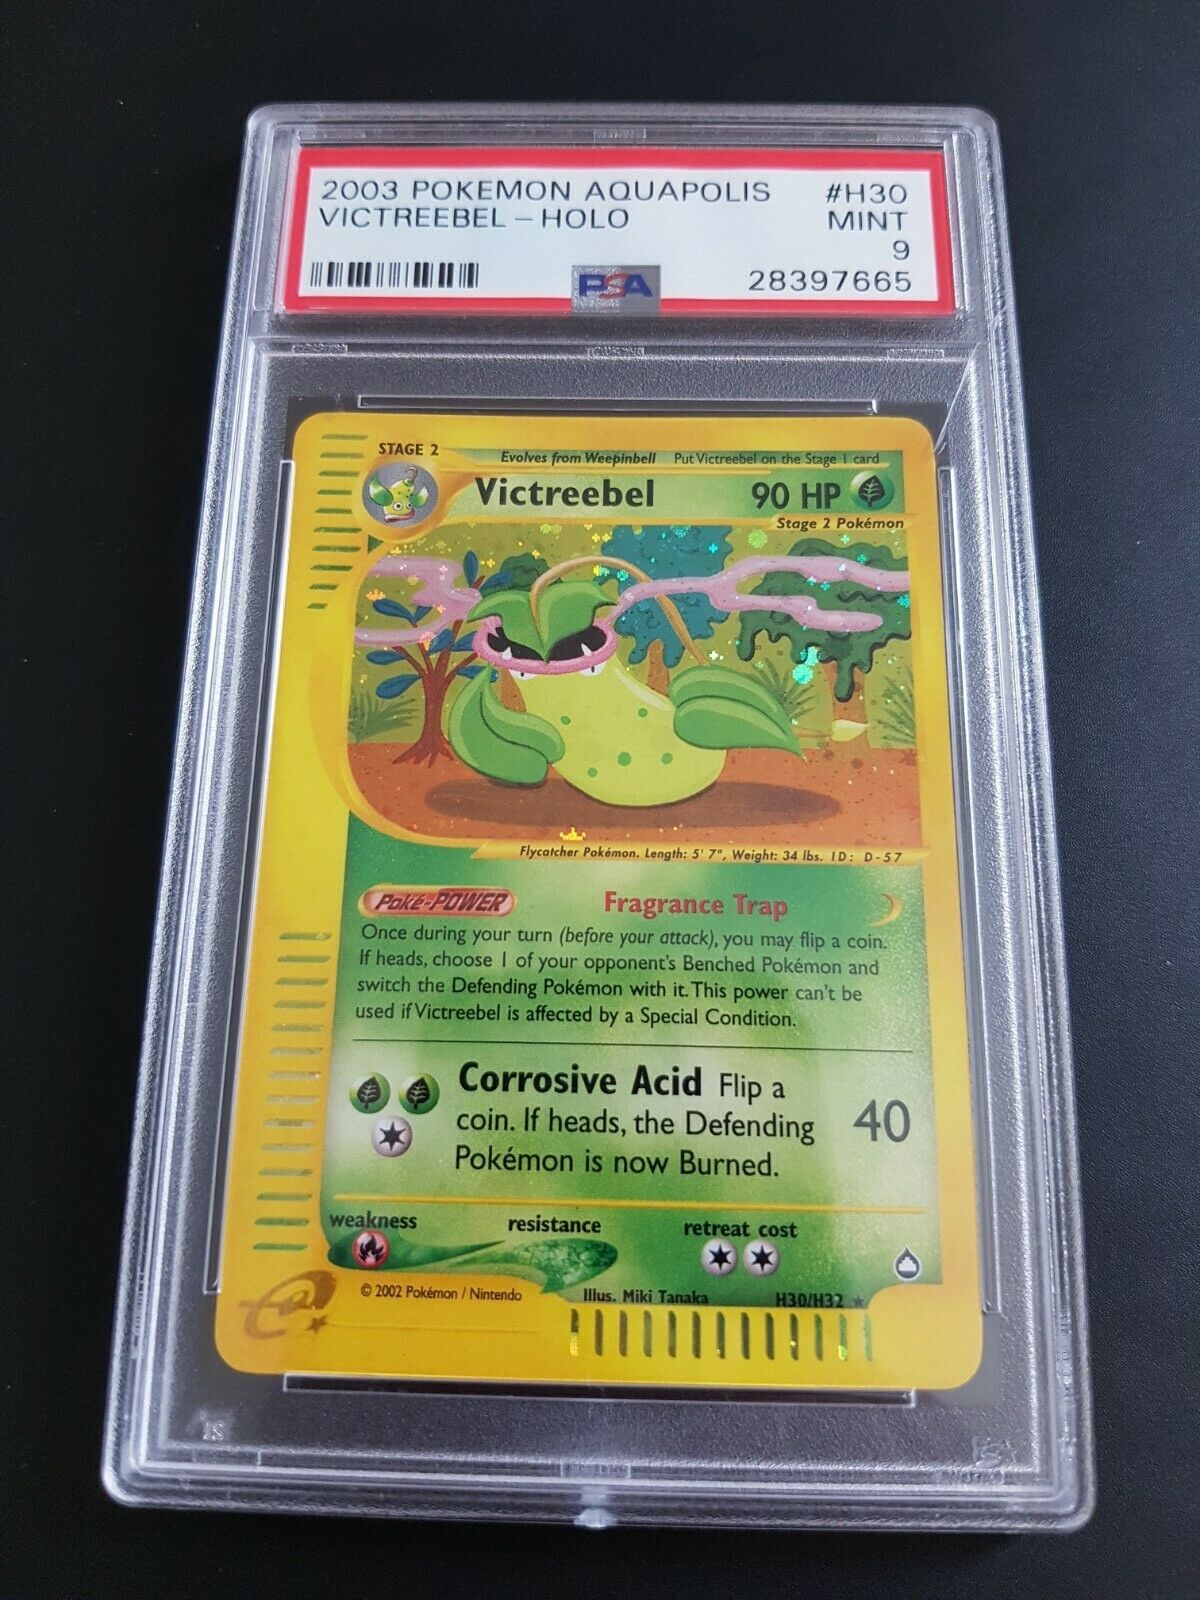 2003 POKEMON AQUAPOLIS #H30
VICTREEBEL - HOLO MINT
9
PSA 28397665
STAGE 2 Evolves from Weepinbell Put Victreebel on the Stage 1 card
Victreebel 90 HP
Stage 2 Pokémon
Flycatcher Pokémon. Length: 5' 7", Weight: 34 lbs. ID: D-57
Poké-POWER Fragrance Trap
Once during your turn (before your attack), you may flip a coin.
If heads, choose 1 of your opponent's Benched Pokémon and
switch the Defending Pokémon with it. This power can't be
used if Victreebel is affected by a Special Condition.
Corrosive Acid Flip a
coin. If heads, the Defending 40
Pokémon is now Burned.
weakness resistance retreat cost
© 2002 Pokémon / Nintendo Illus. Miki Tanaka H30/H32 ★